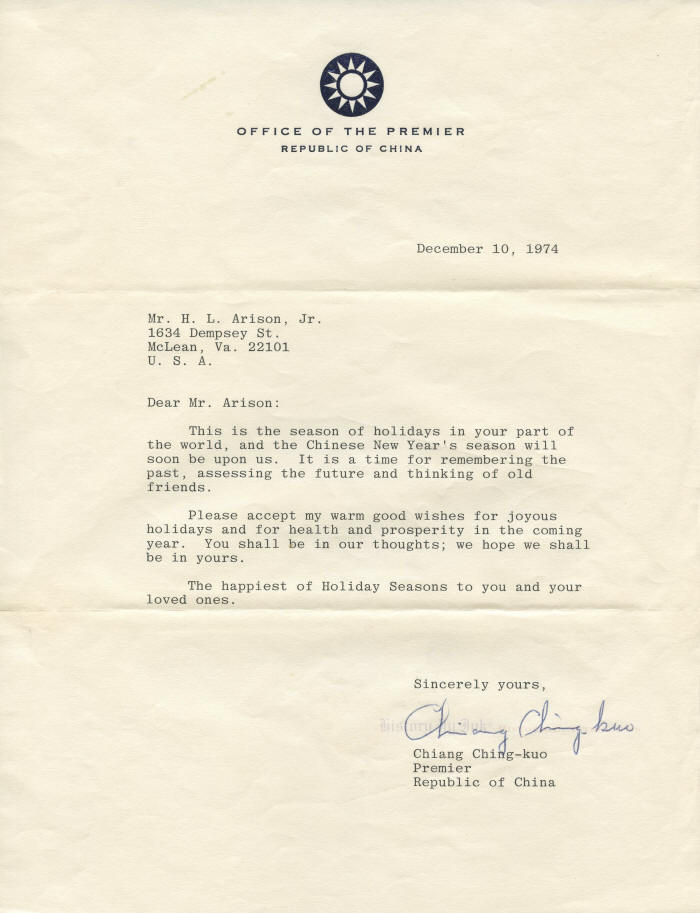 OFFICE OF THE PREMIER
REPUBLIC OF CHINA
December 10, 1974
Mr. H. L. Arison, Jr.
1634 Dempsey St.
McLean, Va. 22101
U. S. A.
Dear Mr. Arison:
This is the season of holidays in your part of
the world, and the Chinese New Year's season will
soon be upon us. It is a time for remembering the
past, assessing the future and thinking of old
friends.
Please accept my warm good wishes for joyous
holidays and for health and prosperity in the coming
year. You shall be in our thoughts; we hope we shall
be in yours.
The happiest of Holiday Seasons to you and your
loved ones.
Sincerely yours,
Chiang Ching-kuo
Chiang Ching-kuo
Premier
Republic of China